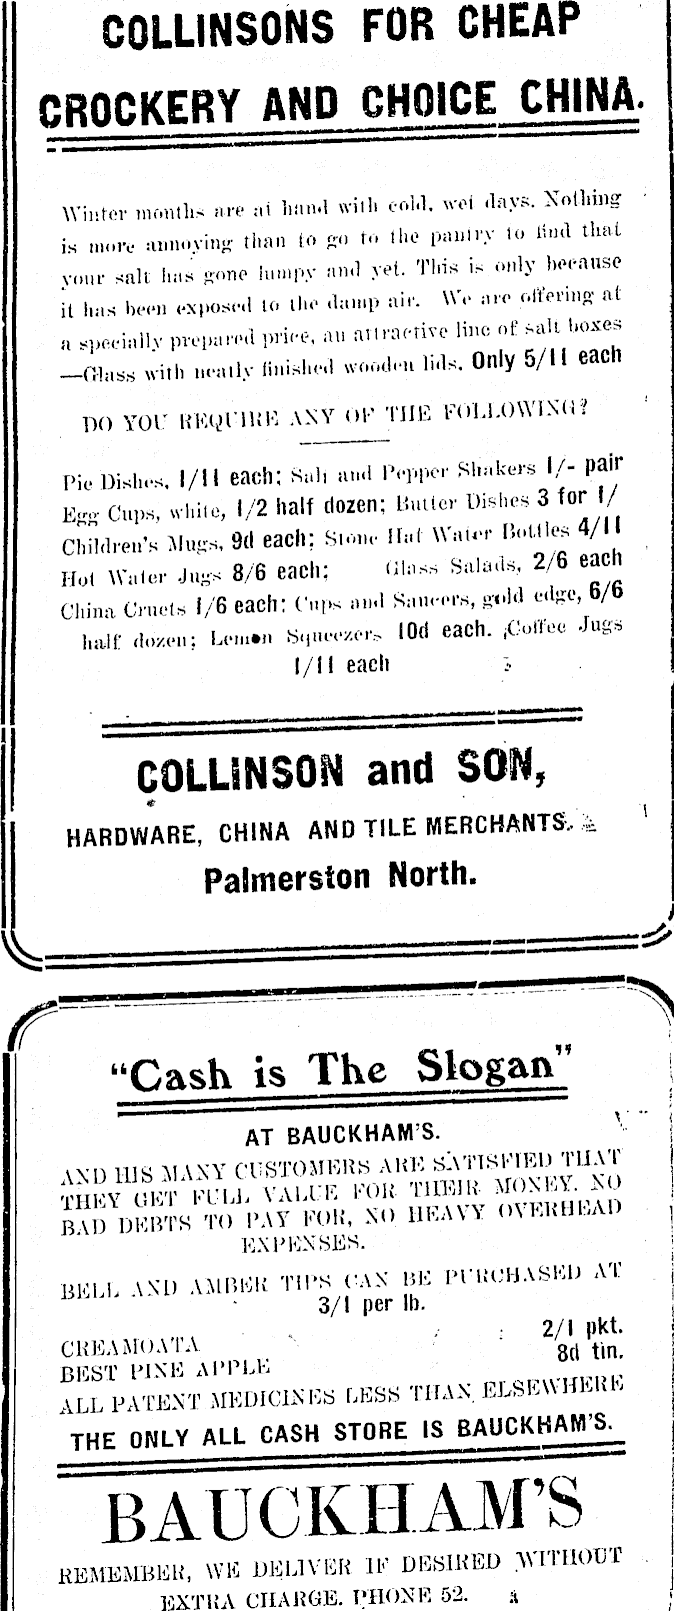 COLLINSONS FOR CHEAP
CROCKERY AND CHOICE CHINA.
Winter months are at hand with cold, wet days. Nothing
is more annoying than to go to the pantry to find that
your salt has gone lumpy and yet. This is only because
it has been exposed to the damp air. We are offering at
a specially prepared price, an attractive line of salt boxes
—Glass with neatly finished wooden lids. Only 5/11 each
DO YOU REQUIRE ANY OF THE FOLLOWING?
Pie Dishes, 1/11 each; Salt and Pepper Shakers 1/- pair
Egg Cups, white, 1/2 half dozen; Butter Dishes 3 for 1/
Children's Mugs, 9d each; Stone Hat Water Bottles 4/11
Hot Water Jugs 8/6 each; Glass Salads, 2/6 each
China Cruets 1/6 each; Cups and Saucers, gold edge, 6/6
half dozen; Lemon Squeezers 10d each. Coffee Jugs
1/11 each
COLLINSON and SON,
HARDWARE, CHINA AND TILE MERCHANTS.
Palmerston North.
"Cash is The Slogan"
AT BAUCKHAM'S.
AND HIS MANY CUSTOMERS ARE SATISFIED THAT
THEY GET FULL VALUE FOR THEIR MONEY. NO
BAD DEBTS TO PAY FOR, NO HEAVY OVERHEAD
EXPENSES.
BELL AND AMBER TIPS CAN BE PURCHASED AT
3/1 per lb.
CREAMOATA 2/1 pkt.
BEST PINE APPLE 8d tin.
ALL PATENT MEDICINES LESS THAN ELSEWHERE
THE ONLY ALL CASH STORE IS BAUCKHAM'S.
BAUCKHAM'S
REMEMBER, WE DELIVER IF DESIRED WITHOUT
EXTRA CHARGE. PHONE 52.